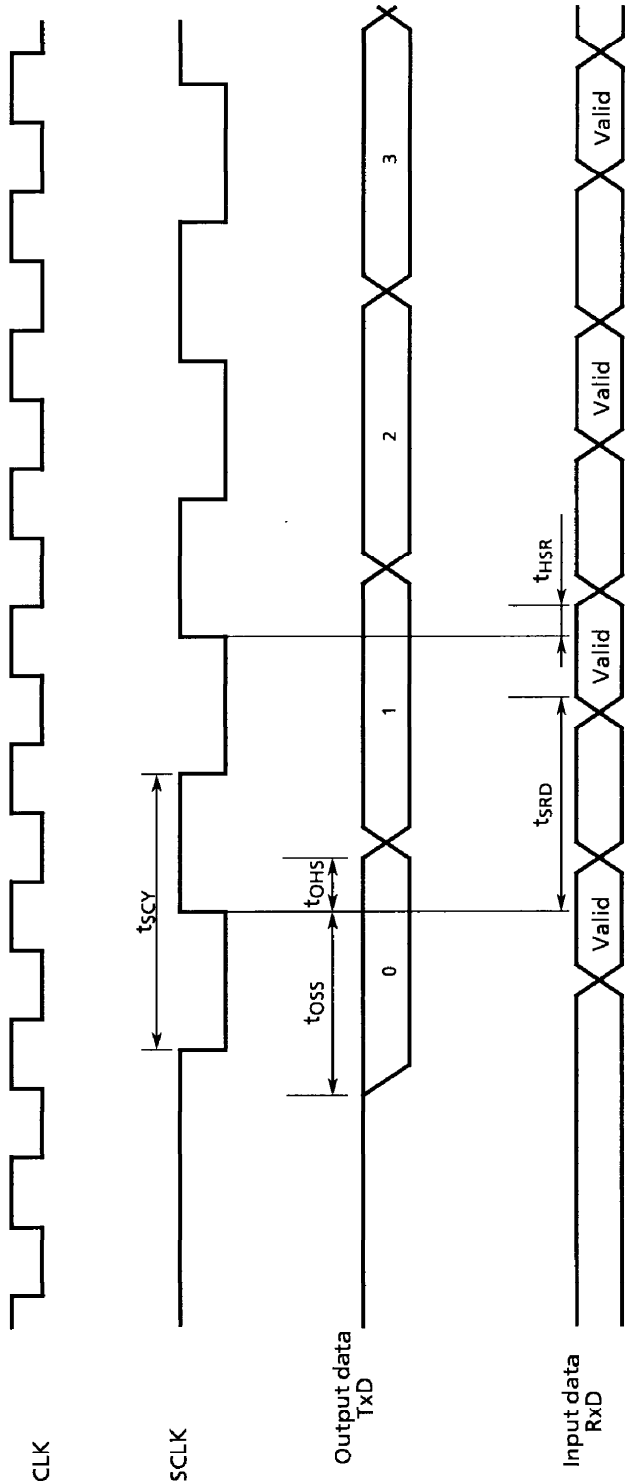 CLK
SCLK
tSCY
Output data
TxD
tOSS
tOHS
0
1
2
3
Input data
RxD
tSRD
tHSR
Valid
Valid
Valid
Valid